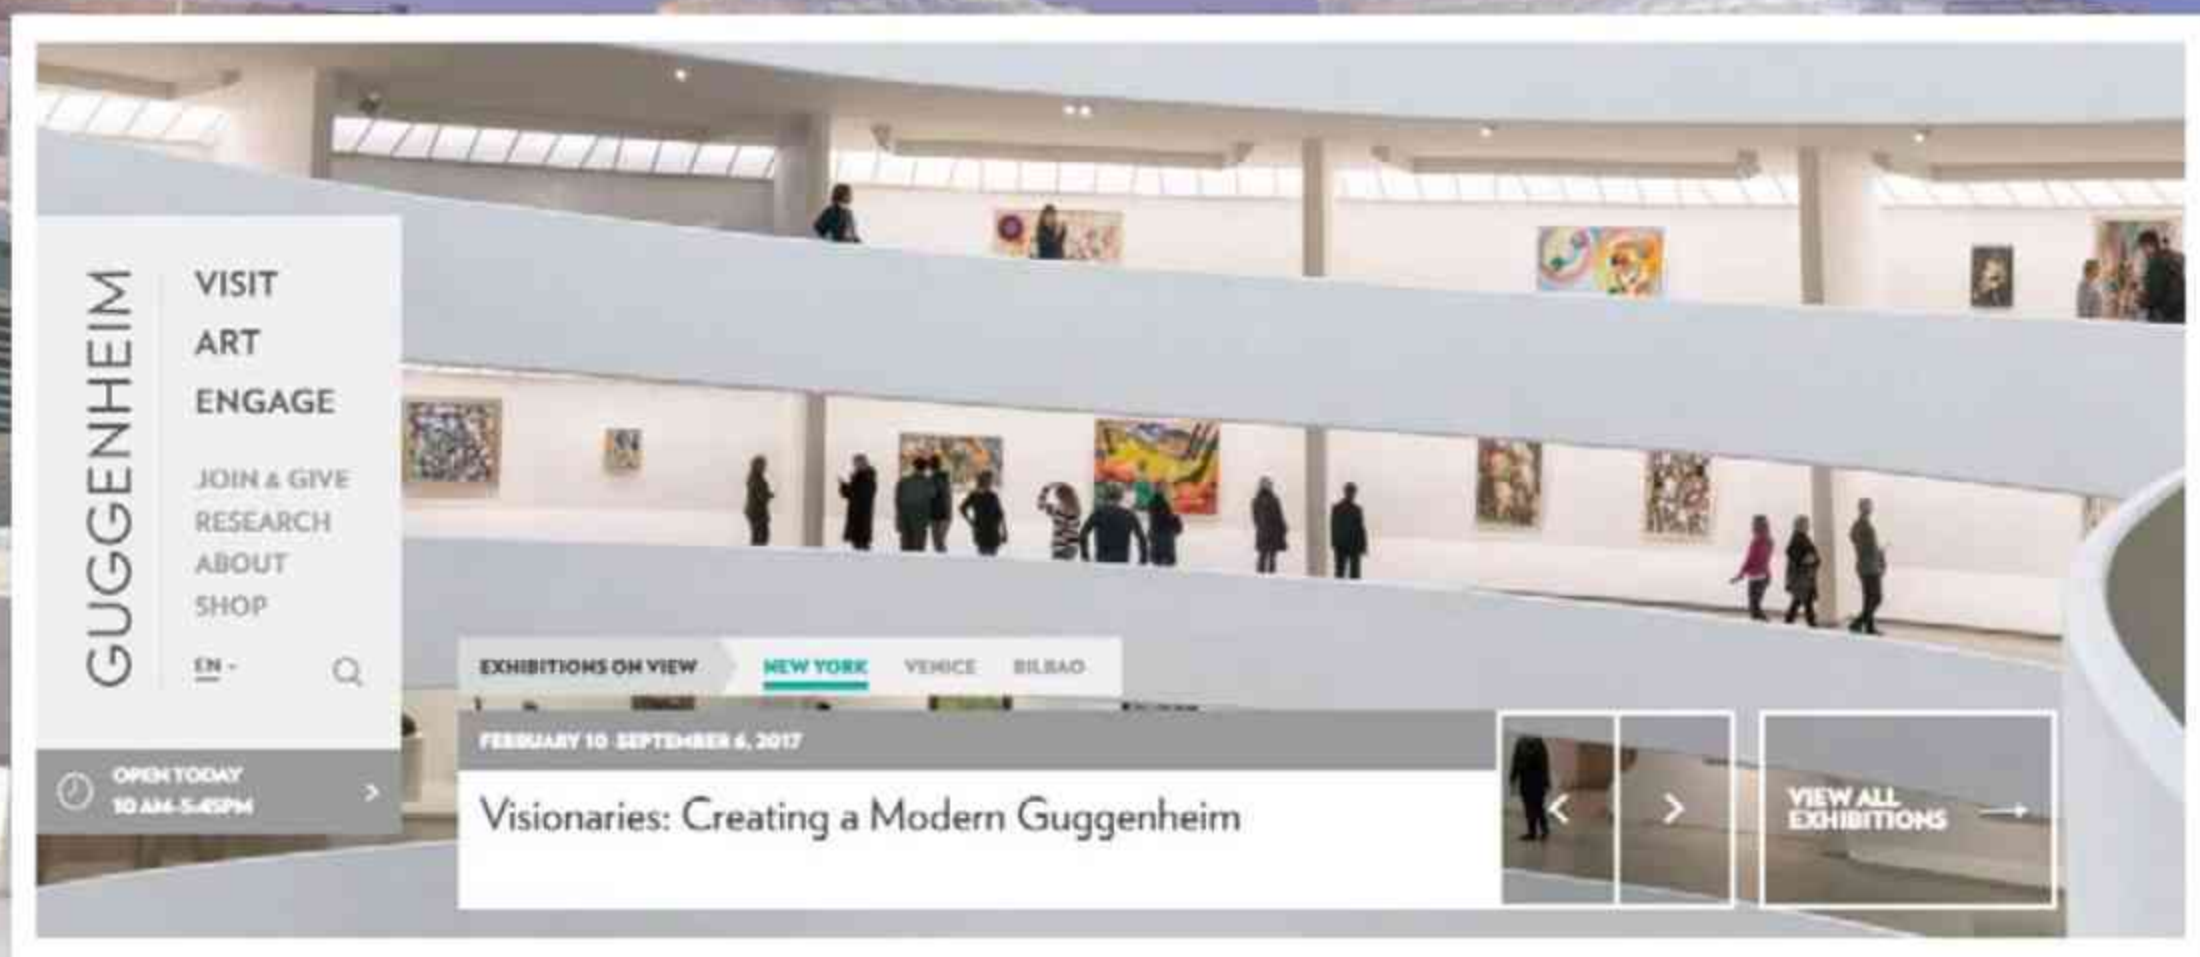 GUGGENHEIM
VISIT
ART
ENGAGE
JOIN & GIVE
RESEARCH
ABOUT
SHOP
EN
OPEN TODAY
10 AM-5:45PM
EXHIBITIONS ON VIEW
NEW YORK VENICE BILBAO
FEBRUARY 10-SEPTEMBER 6, 2017
Visionaries: Creating a Modern Guggenheim
VIEW ALL
EXHIBITIONS